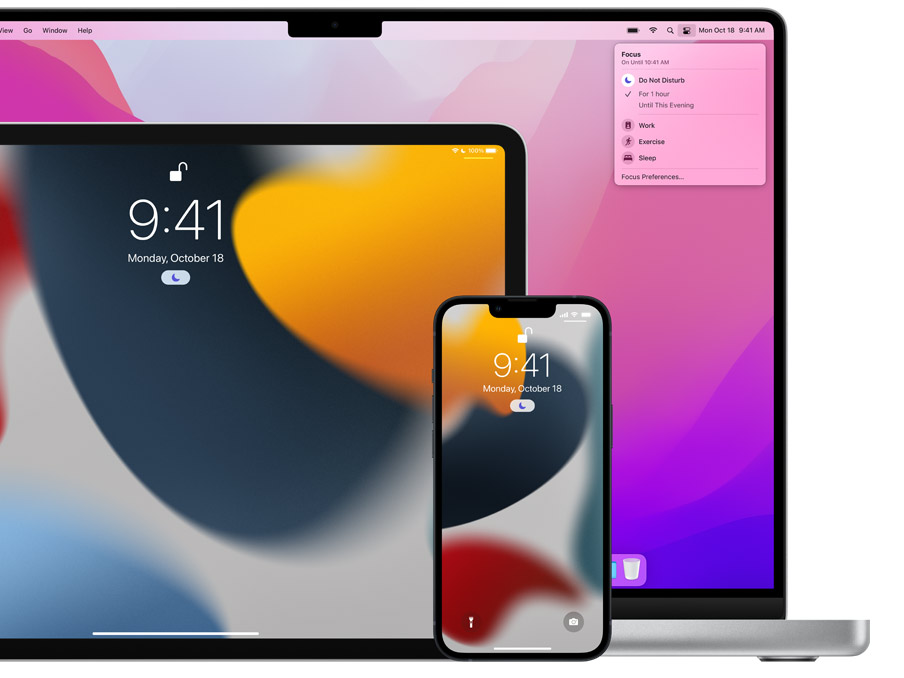 View Go Window Help
Mon Oct 18 9:41 AM
Focus
On Until 10:41 AM
Do Not Disturb
For 1 hour
Until This Evening
Work
Exercise
Sleep
Focus Preferences...
100%
9:41
Monday, October 18
9:41
Monday, October 18